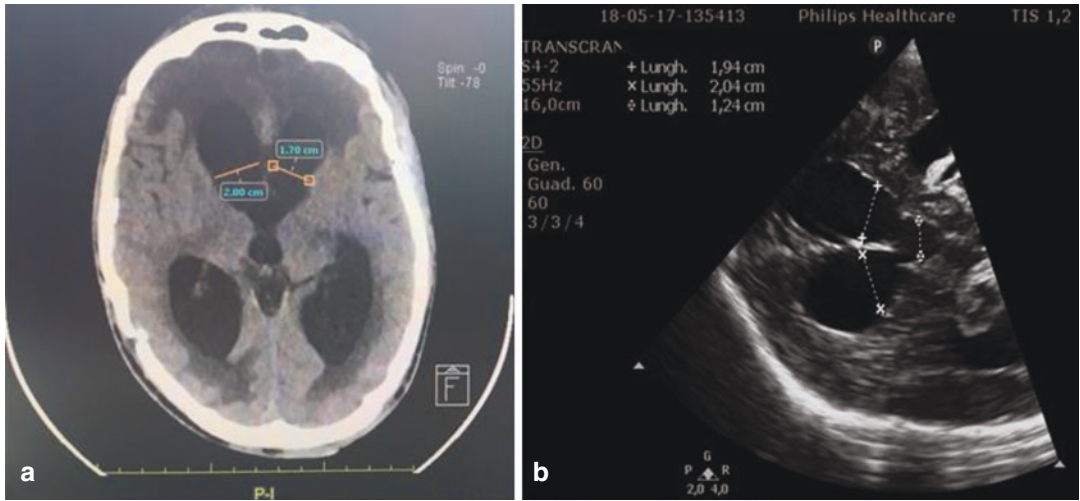 Spin: -0
Tilt -78
1.70 cm
2.00 cm
F
P-I
a
18-05-17-135413 Philips Healthcare TIS 1,2
TRANSCRAN
S4-2 + Lungh. 1,94 cm
55Hz × Lungh. 2,04 cm
16,0cm Lungh. 1,24 cm
2D
Gen.
Guad. 60
60
3 / 3 / 4
P
G
P R
2,0 4,0
b